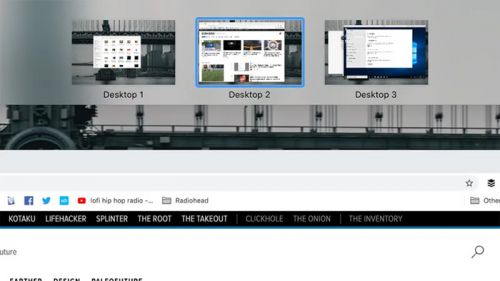 Desktop 1
Desktop 2
Desktop 3
lofi hip hop radio -...
Radiohead
Othe
KOTAKU LIFEHACKER SPLINTER THE ROOT THE TAKEOUT CLICKHOLE THE ONION THE INVENTORY
uture
EARTHER DESIGN PALEOFUTURE